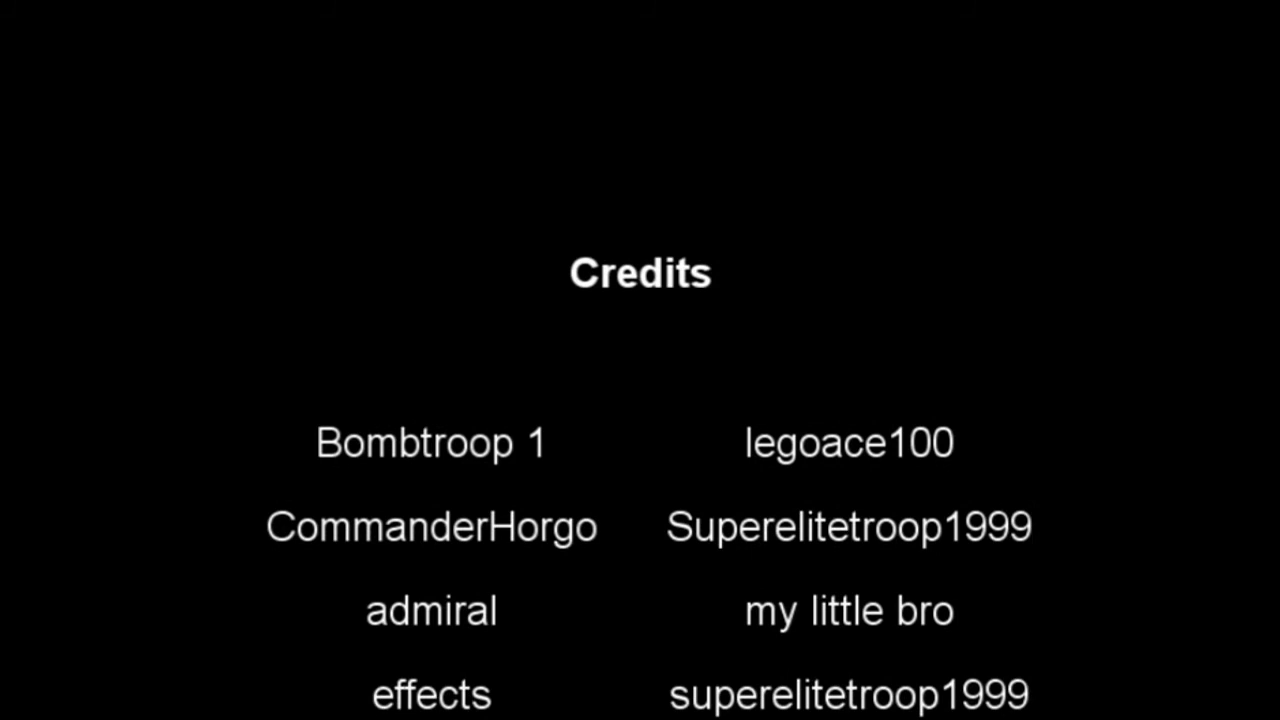 Credits
Bombtroop 1 legoace100
CommanderHorgo Superelitetroop1999
admiral my little bro
effects superelitetroop1999